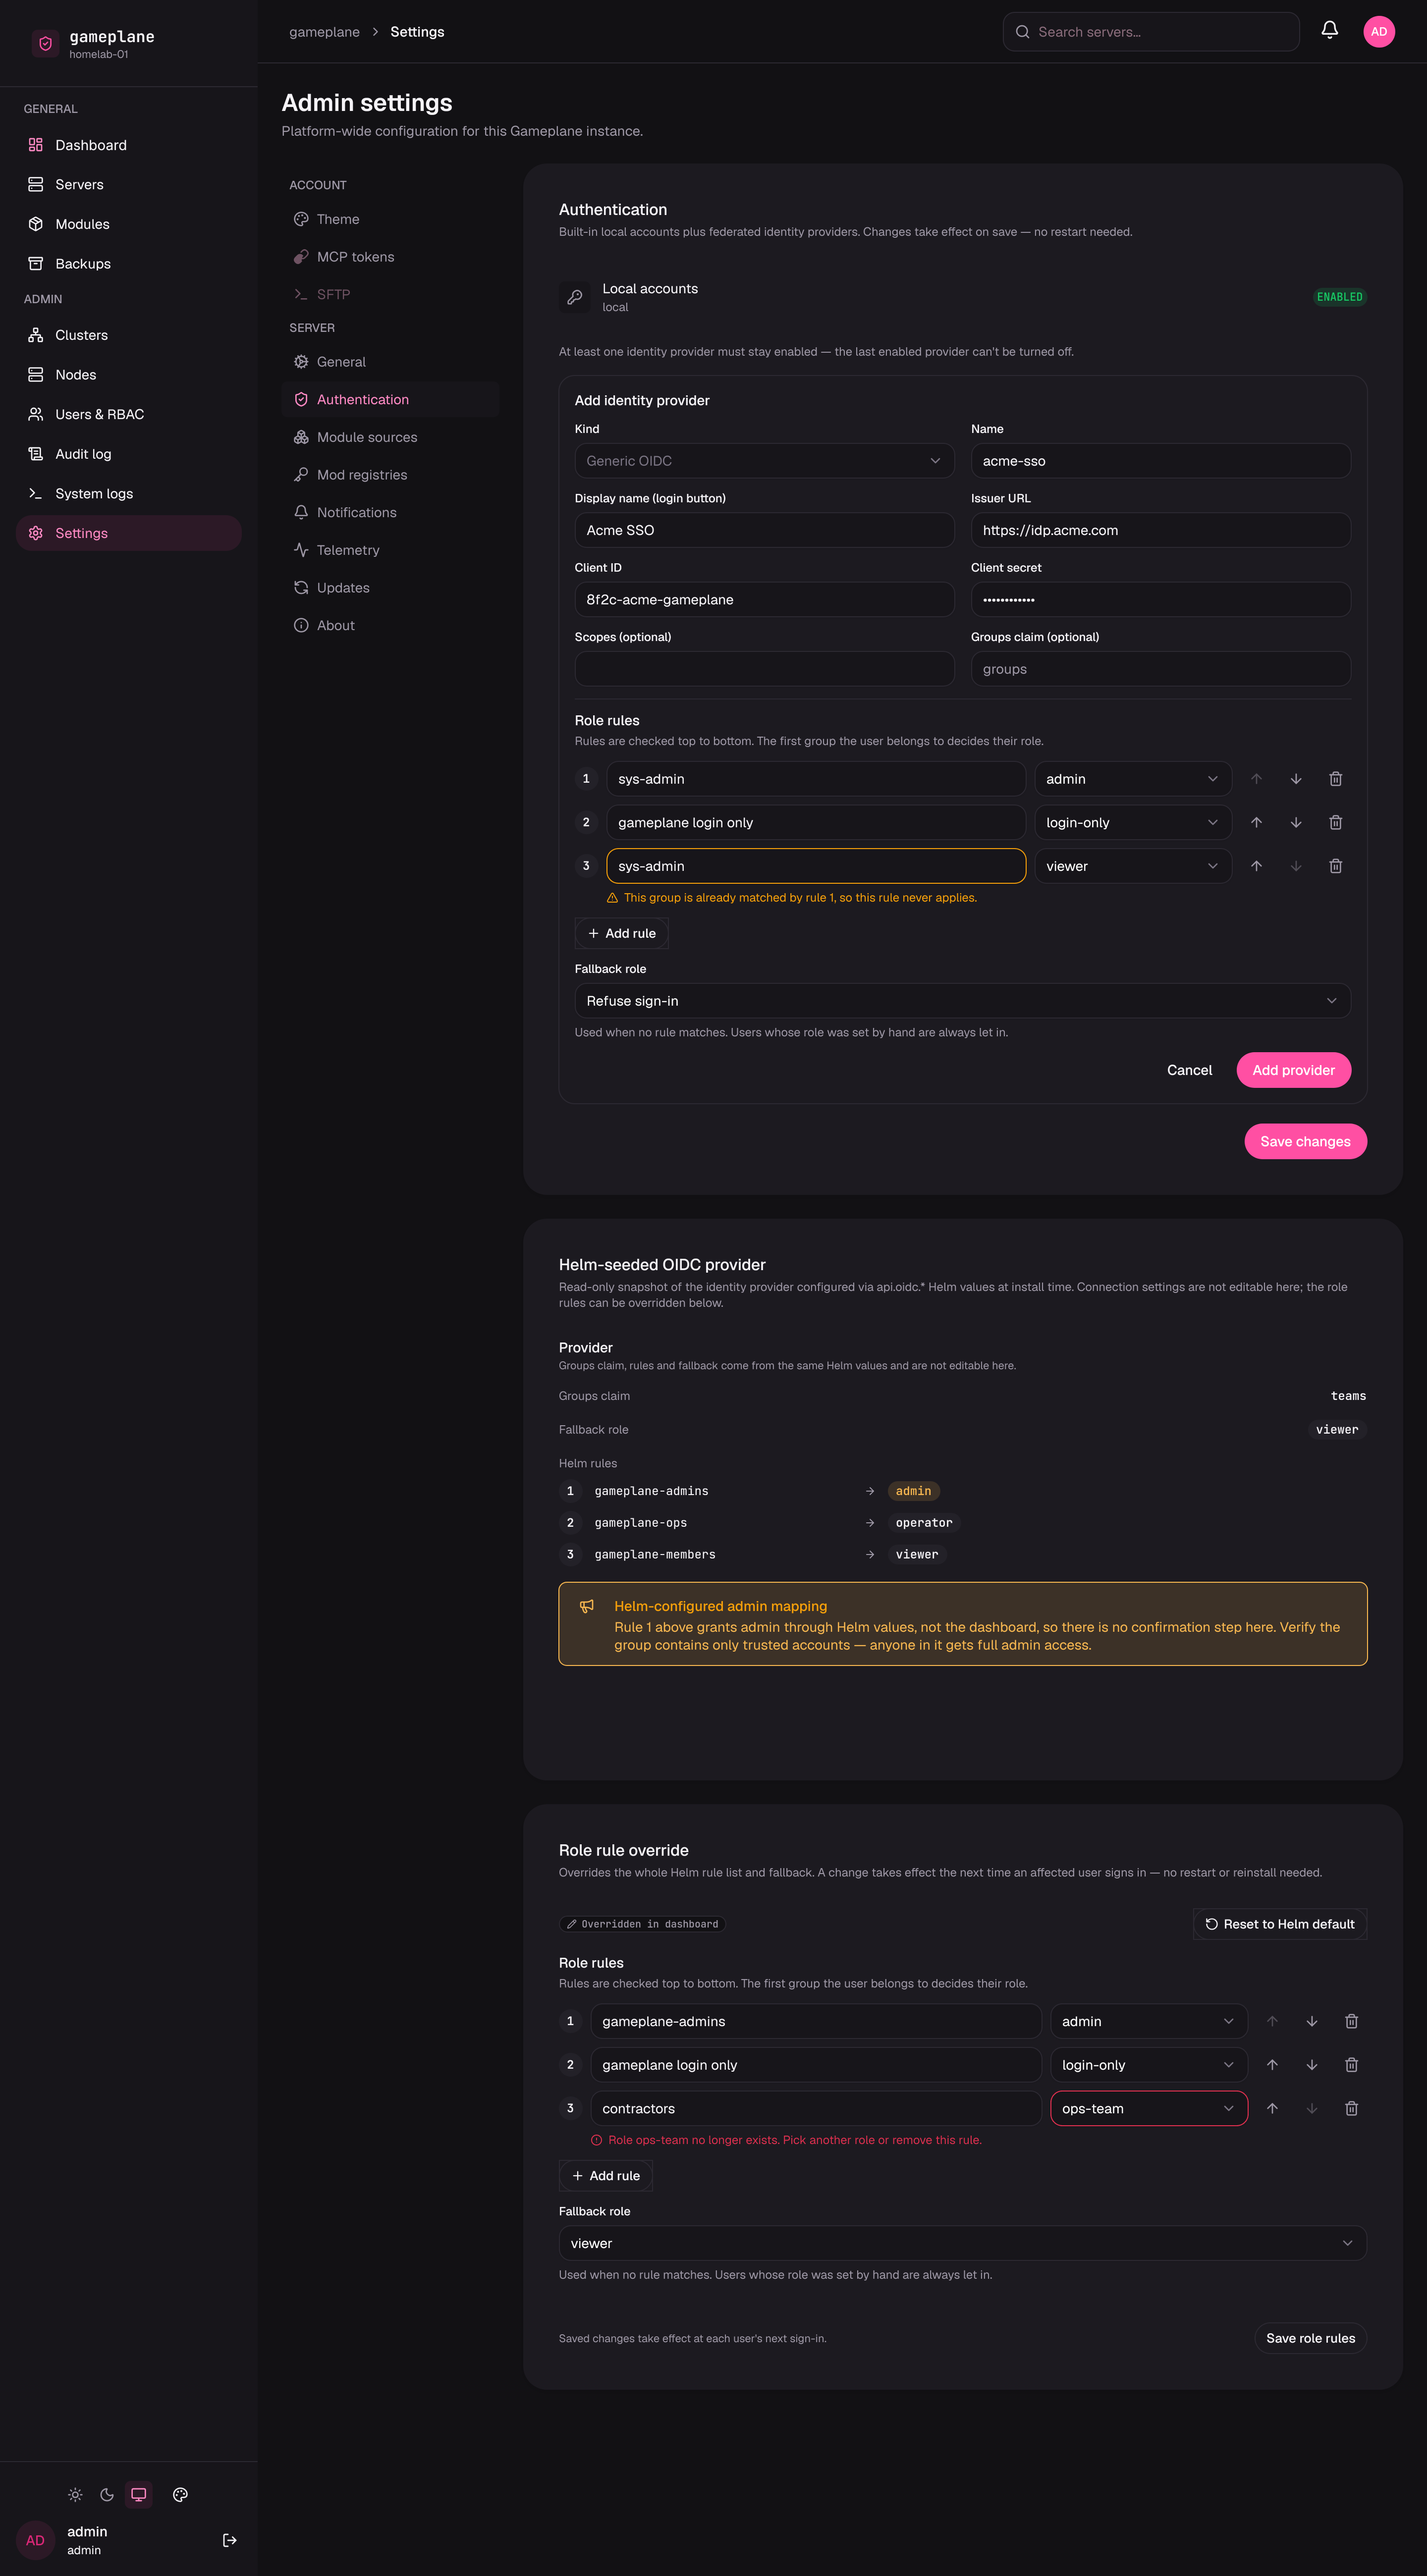 gameplane
homelab-01
GENERAL
Dashboard
Servers
Modules
Backups
ADMIN
Clusters
Nodes
Users & RBAC
Audit log
System logs
Settings
AD
admin
admin
gameplane
Settings
Search servers...
AD
Admin settings
Platform-wide configuration for this Gameplane instance.
ACCOUNT
Theme
MCP tokens
SFTP
SERVER
General
Authentication
Module sources
Mod registries
Notifications
Telemetry
Updates
About
Authentication
Built-in local accounts plus federated identity providers. Changes take effect on save — no restart needed.
Local accounts
local
ENABLED
At least one identity provider must stay enabled — the last enabled provider can't be turned off.
Add identity provider
Kind
Name
Generic OIDC
acme-sso
Display name (login button)
Issuer URL
Acme SSO
https://idp.acme.com
Client ID
Client secret
8f2c-acme-gameplane
••••••••••••
Scopes (optional)
Groups claim (optional)
groups
Role rules
Rules are checked top to bottom. The first group the user belongs to decides their role.
1 sys-admin admin
2 gameplane login only login-only
3 sys-admin viewer
This group is already matched by rule 1, so this rule never applies.
Add rule
Fallback role
Refuse sign-in
Used when no rule matches. Users whose role was set by hand are always let in.
Cancel
Add provider
Save changes
Helm-seeded OIDC provider
Read-only snapshot of the identity provider configured via api.oidc.* Helm values at install time. Connection settings are not editable here; the role
rules can be overridden below.
Provider
Groups claim, rules and fallback come from the same Helm values and are not editable here.
Groups claim teams
Fallback role viewer
Helm rules
1 gameplane-admins → admin
2 gameplane-ops → operator
3 gameplane-members → viewer
Helm-configured admin mapping
Rule 1 above grants admin through Helm values, not the dashboard, so there is no confirmation step here. Verify the
group contains only trusted accounts — anyone in it gets full admin access.
Role rule override
Overrides the whole Helm rule list and fallback. A change takes effect the next time an affected user signs in — no restart or reinstall needed.
Overridden in dashboard
Reset to Helm default
Role rules
Rules are checked top to bottom. The first group the user belongs to decides their role.
1 gameplane-admins admin
2 gameplane login only login-only
3 contractors ops-team
Role ops-team no longer exists. Pick another role or remove this rule.
Add rule
Fallback role
viewer
Used when no rule matches. Users whose role was set by hand are always let in.
Saved changes take effect at each user's next sign-in.
Save role rules